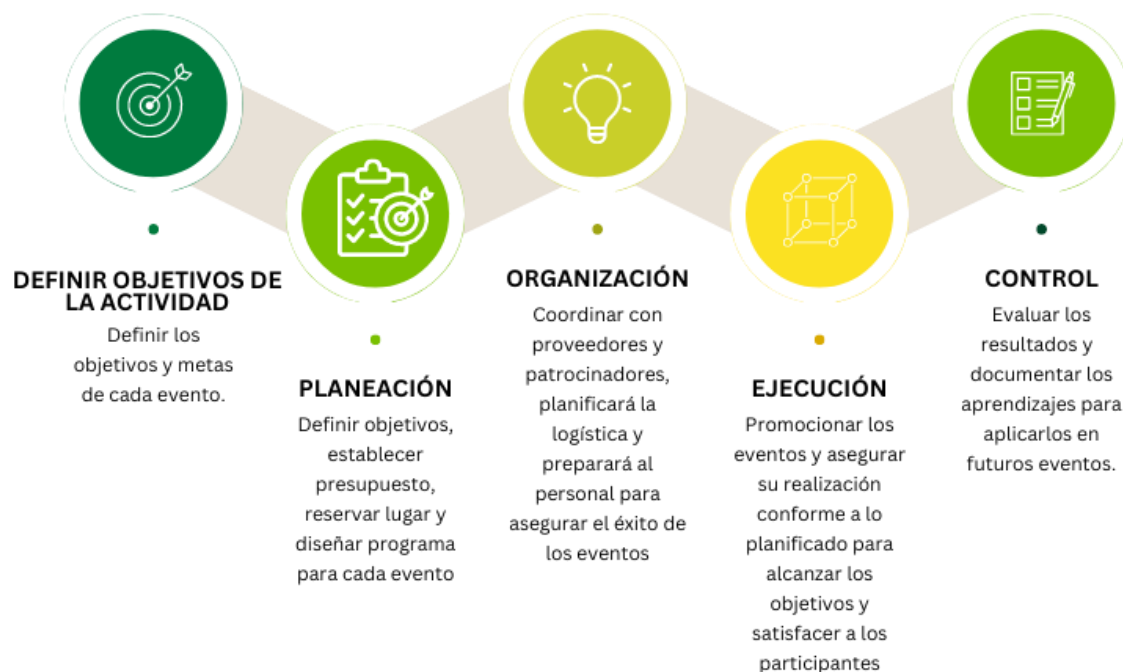 DEFINIR OBJETIVOS DE
LA ACTIVIDAD
Definir los
objetivos y metas
de cada evento.
PLANEACIÓN
Definir objetivos,
establecer
presupuesto,
reservar lugar y
diseñar programa
para cada evento
ORGANIZACIÓN
Coordinar con
proveedores y
patrocinadores,
planificará la
logística y
preparará al
personal para
asegurar el éxito de
los eventos
EJECUCIÓN
Promocionar los
eventos y asegurar
su realización
conforme a lo
planificado para
alcanzar los
objetivos y
satisfacer a los
participantes
CONTROL
Evaluar los
resultados y
documentar los
aprendizajes para
aplicarlos en
futuros eventos.